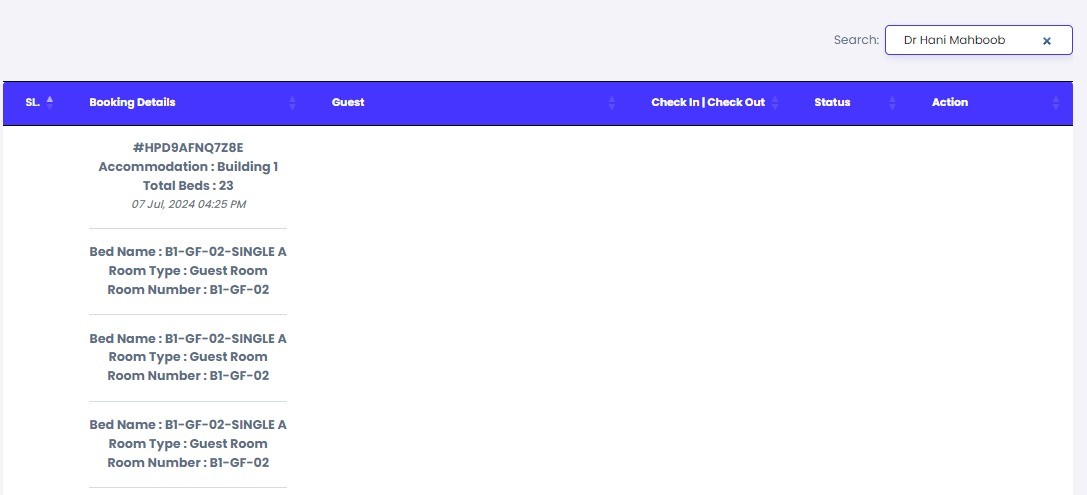 Search: Dr Hani Mahboob ×
SL. Booking Details Guest Check In | Check Out Status Action
#HPD9AFNQ7Z8E
Accommodation : Building 1
Total Beds : 23
07 Jul, 2024 04:25 PM
Bed Name : B1-GF-02-SINGLE A
Room Type : Guest Room
Room Number : B1-GF-02
Bed Name : B1-GF-02-SINGLE A
Room Type : Guest Room
Room Number : B1-GF-02
Bed Name : B1-GF-02-SINGLE A
Room Type : Guest Room
Room Number : B1-GF-02